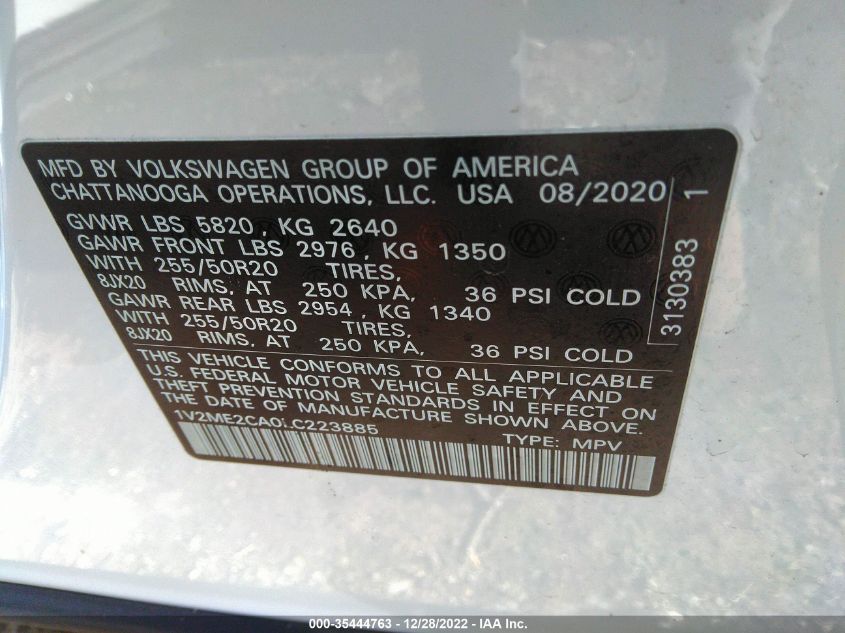 MFD BY VOLKSWAGEN GROUP OF AMERICA
CHATTANOOGA OPERATIONS, LLC. USA 08/2020
GVWR LBS 5820, KG 2640
GAWR FRONT LBS 2976, KG 1350
WITH 255/50R20 TIRES,
8JX20 RIMS, AT 250 KPA, 36 PSI COLD
GAWR REAR LBS 2954, KG 1340
WITH 255/50R20 TIRES,
8JX20 RIMS, AT 250 KPA, 36 PSI COLD
THIS VEHICLE CONFORMS TO ALL APPLICABLE
U.S. FEDERAL MOTOR VEHICLE SAFETY AND
THEFT PREVENTION STANDARDS IN EFFECT ON
THE DATE OF MANUFACTURE SHOWN ABOVE.
TYPE: MPV
3130383 1
000-35444763 - 12/28/2022 - IAA Inc.